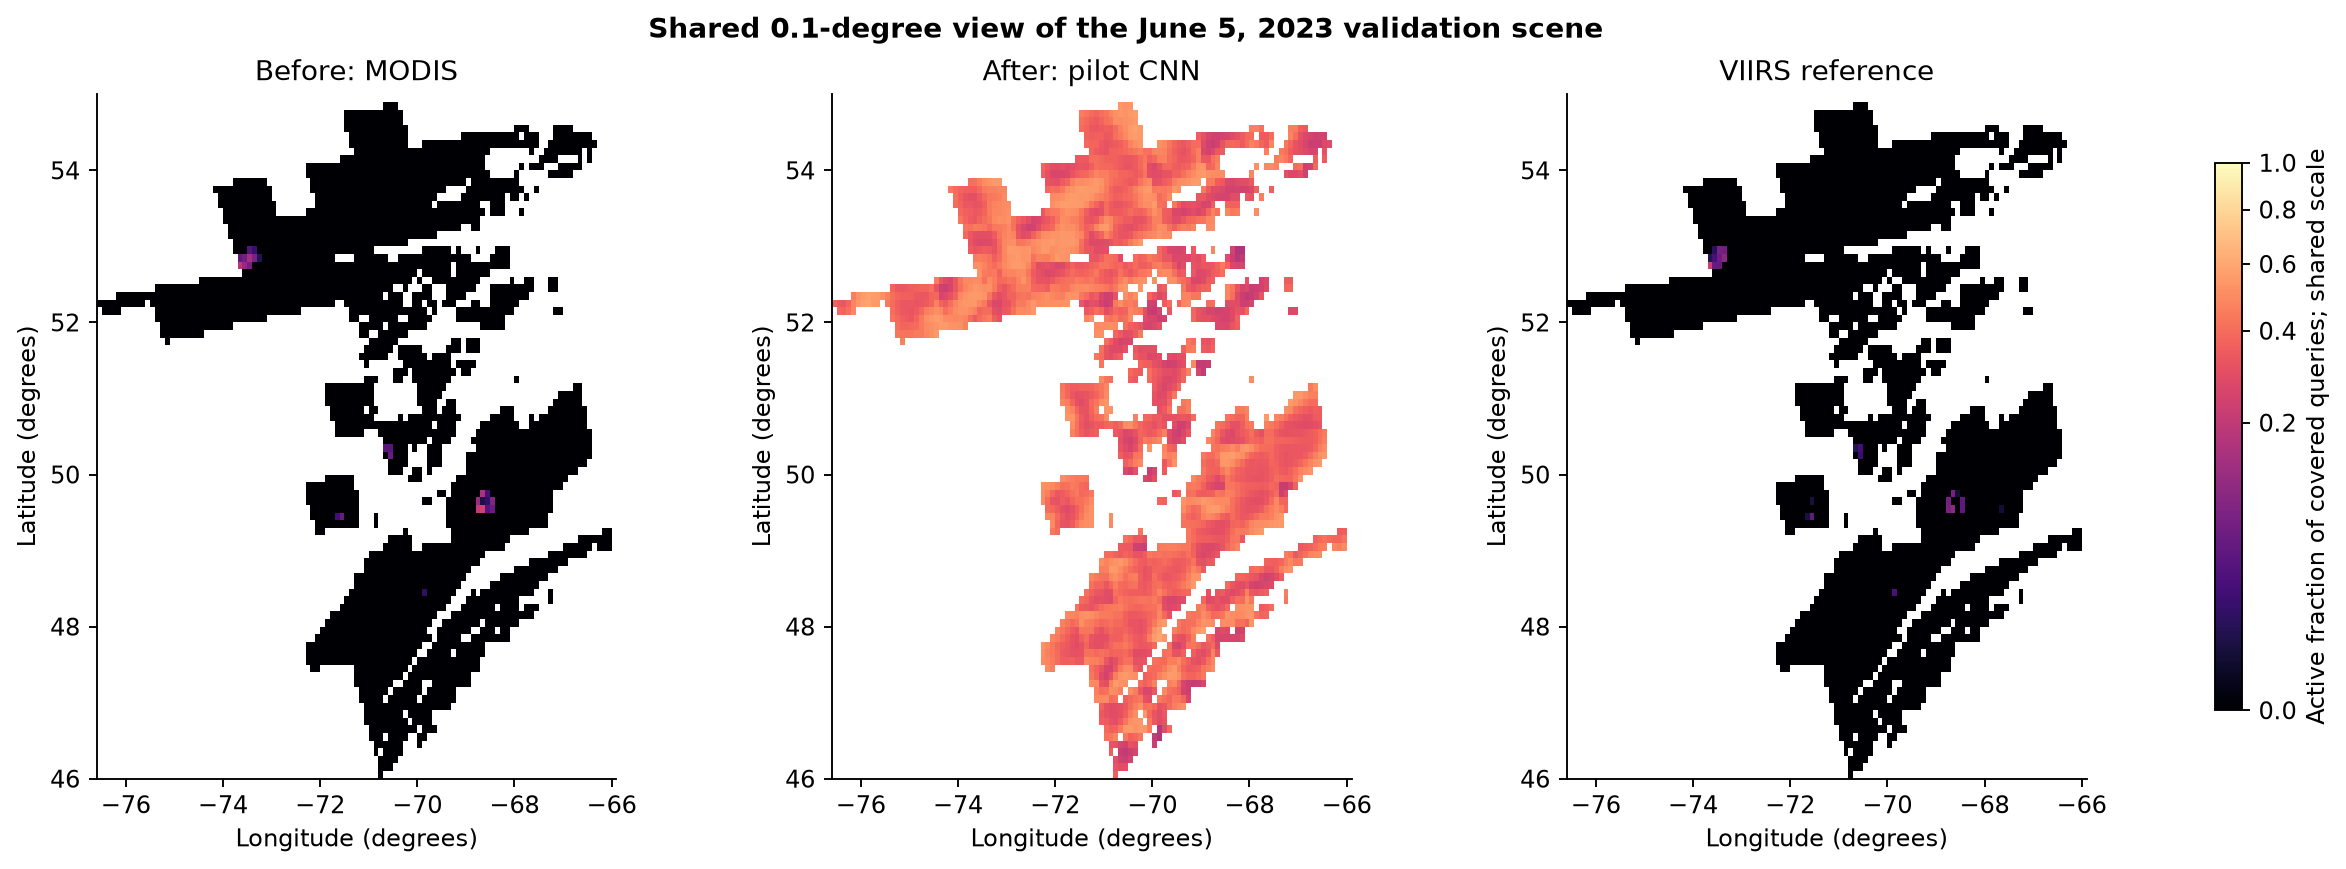 Shared 0.1-degree view of the June 5, 2023 validation scene
Before: MODIS
After: pilot CNN
VIIRS reference
54
52
50
48
46
−76 −74 −72 −70 −68 −66
Longitude (degrees)
Latitude (degrees)
54
52
50
48
46
−76 −74 −72 −70 −68 −66
Longitude (degrees)
Latitude (degrees)
54
52
50
48
46
−76 −74 −72 −70 −68 −66
Longitude (degrees)
Latitude (degrees)
1.0
0.8
0.6
0.4
0.2
0.0
Active fraction of covered queries; shared scale